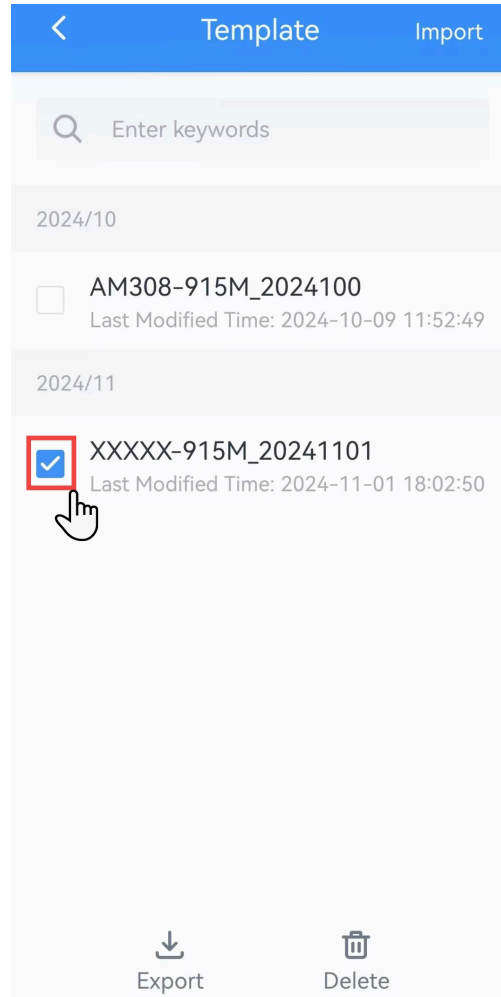 Template
Import
Enter keywords
2024/10
AM308-915M_2024100
Last Modified Time: 2024-10-09 11:52:49
2024/11
XXXXX-915M_20241101
Last Modified Time: 2024-11-01 18:02:50
Export
Delete